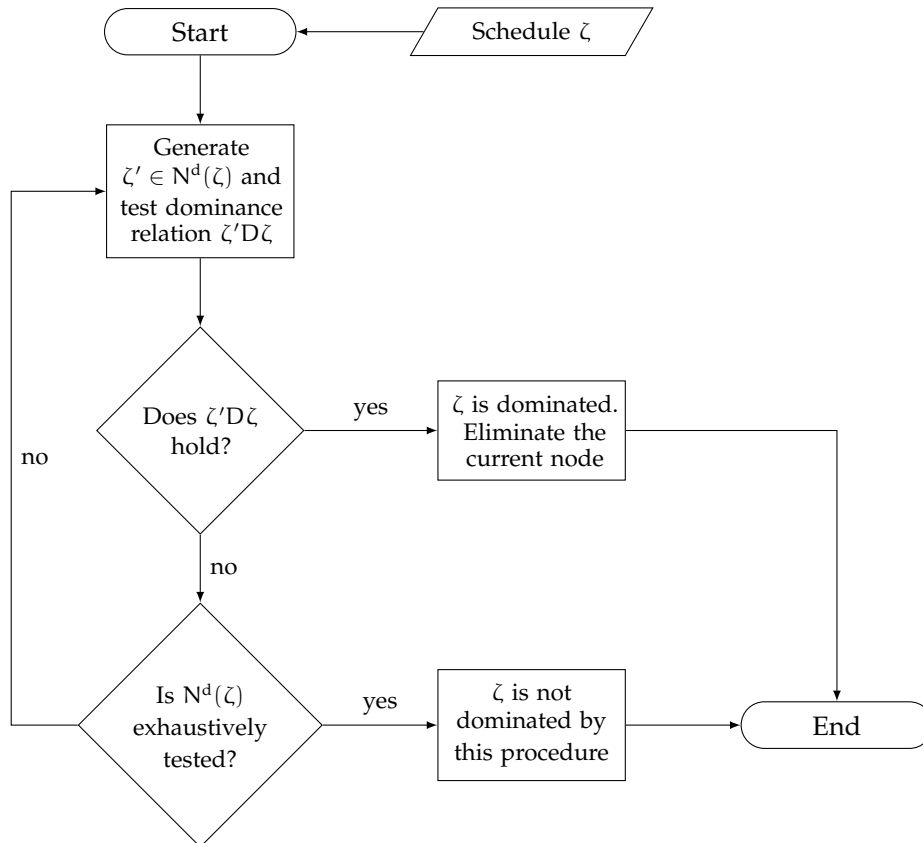 Start
Schedule ζ
Generate
ζ′ ∈ Nᵈ(ζ) and
test dominance
relation ζ′Dζ
Does ζ′Dζ
hold?
yes
ζ is dominated.
Eliminate the
current node
no
no
Is Nᵈ(ζ)
exhaustively
tested?
yes
ζ is not
dominated by
this procedure
End